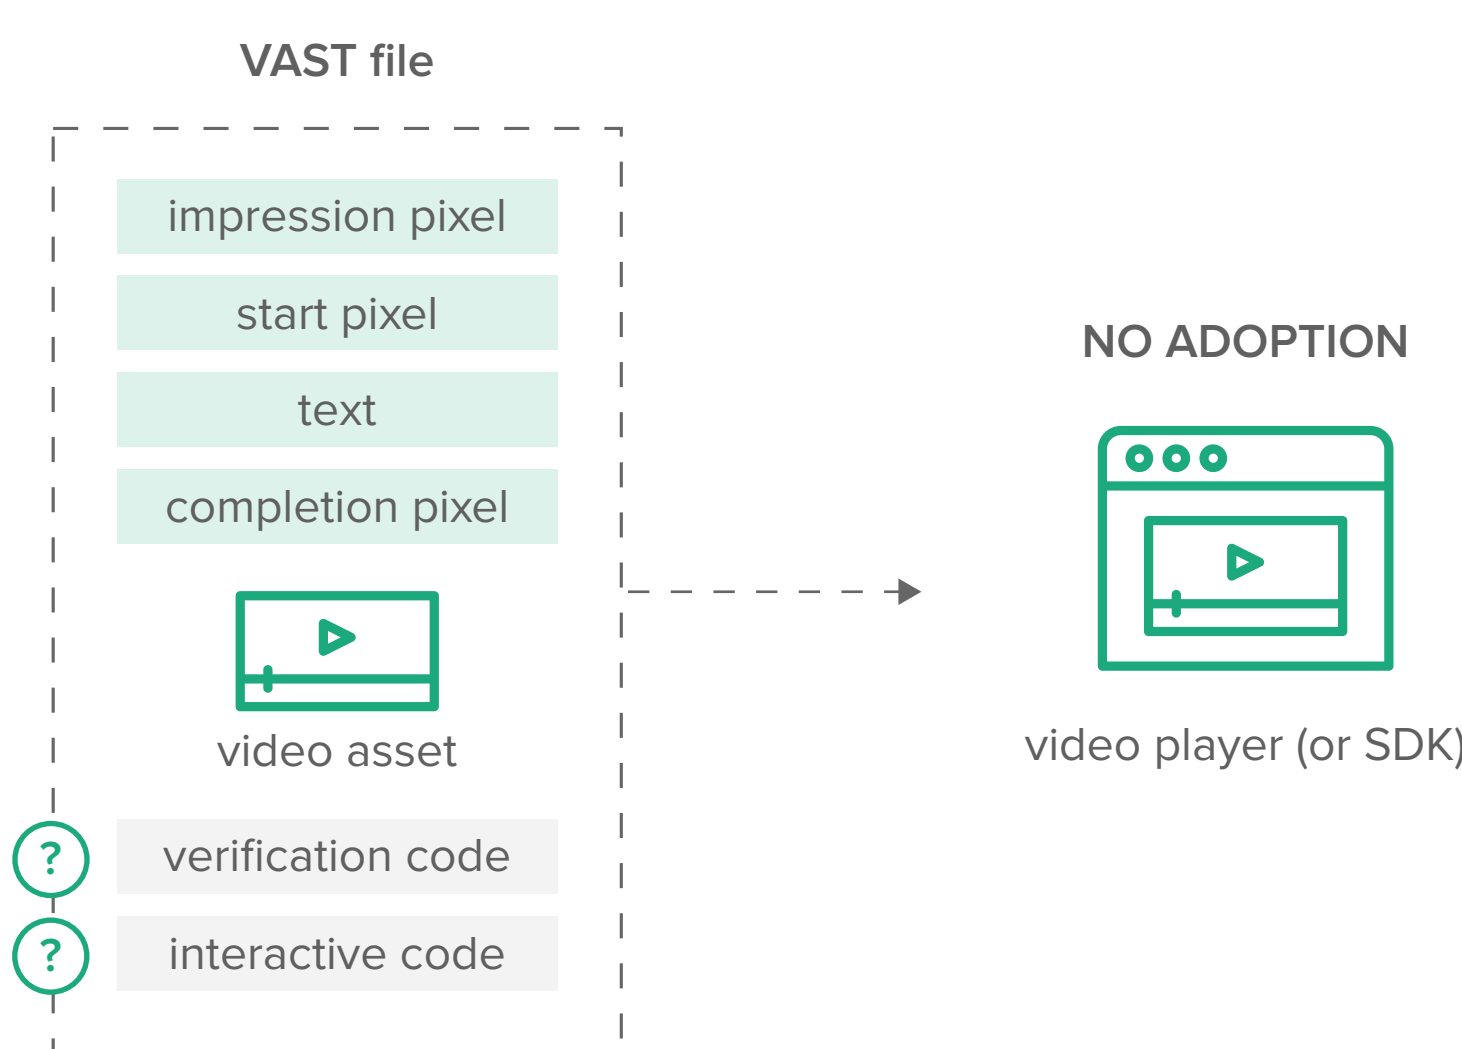 VAST file
impression pixel
start pixel
text
completion pixel
video asset
?
verification code
?
interactive code
NO ADOPTION
video player (or SDK)